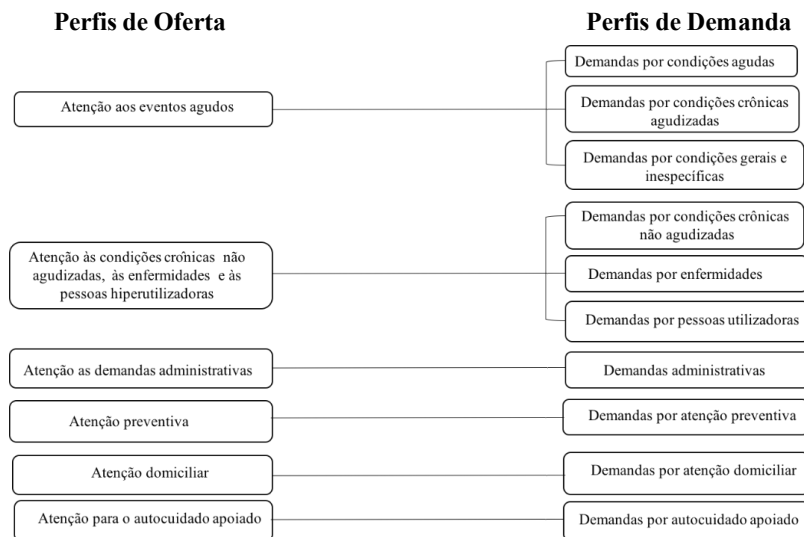 Perfis de Oferta
Perfis de Demanda
Atenção aos eventos agudos
Demandas por condições agudas
Demandas por condições crônicas
agudizadas
Demandas por condições gerais e
inespecíficas
Atenção às condições crônicas não
agudizadas, às enfermidades e às
pessoas hiperutilizadoras
Demandas por condições crônicas
não agudizadas
Demandas por enfermidades
Demandas por pessoas utilizadoras
Atenção as demandas administrativas
Demandas administrativas
Atenção preventiva
Demandas por atenção preventiva
Atenção domiciliar
Demandas por atenção domiciliar
Atenção para o autocuidado apoiado
Demandas por autocuidado apoiado